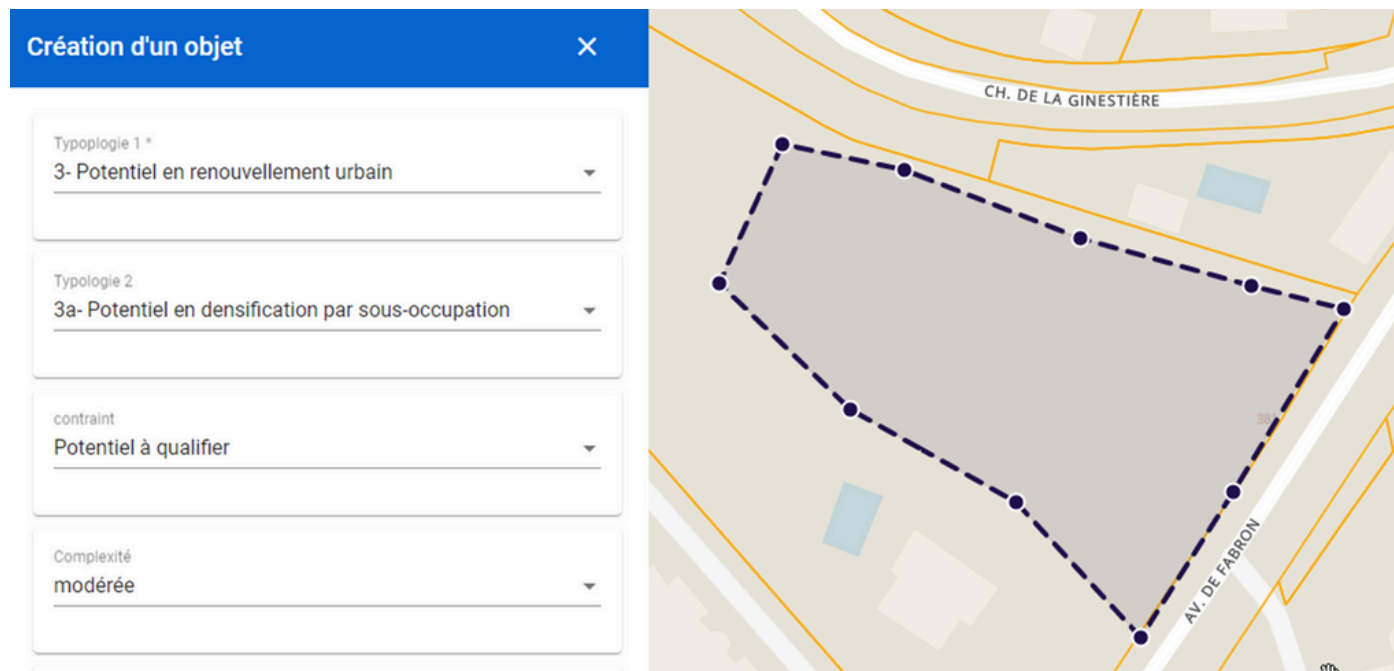 Création d'un objet
Typoplogie 1 *
3- Potentiel en renouvellement urbain
Typologie 2
3a- Potentiel en densification par sous-occupation
contraint
Potentiel à qualifier
Complexité
modérée
CH. DE LA GINESTIÈRE
AV. DE FABRON